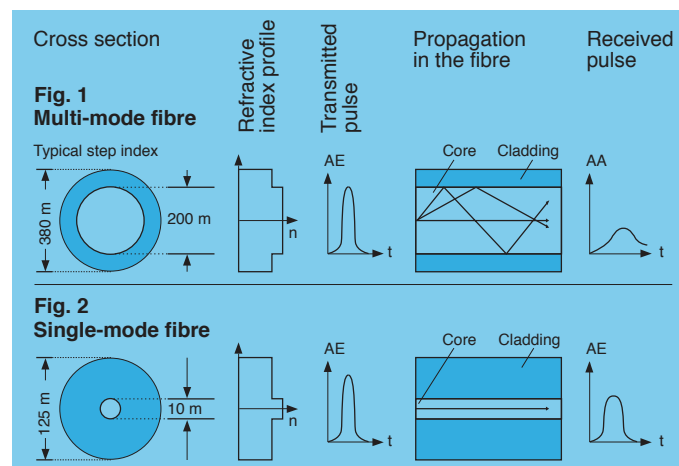 Cross section
Refractive
index profile
Transmitted
pulse
Propagation
in the fibre
Received
pulse
Fig. 1
Multi-mode fibre
Typical step index
380 m
200 m
n
AE
t
Core
Cladding
AA
t
Fig. 2
Single-mode fibre
125 m
10 m
n
AE
t
Core
Cladding
AE
t